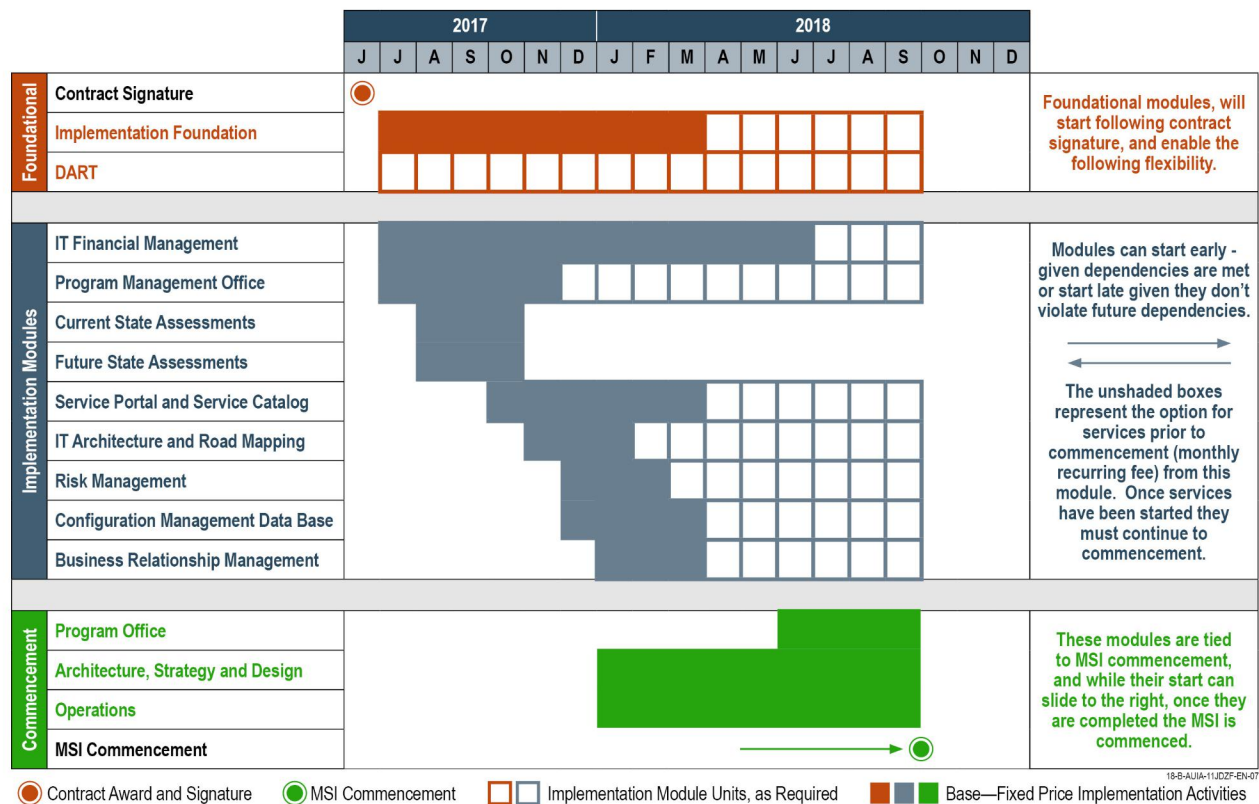 2017 2018
J J A S O N D J F M A M J J A S O N D
Foundational
Contract Signature
Implementation Foundation
DART
Foundational modules, will
start following contract
signature, and enable the
following flexibility.
Implementation Modules
IT Financial Management
Program Management Office
Current State Assessments
Future State Assessments
Service Portal and Service Catalog
IT Architecture and Road Mapping
Risk Management
Configuration Management Data Base
Business Relationship Management
Modules can start early -
given dependencies are met
or start late given they don't
violate future dependencies.
The unshaded boxes
represent the option for
services prior to
commencement (monthly
recurring fee) from this
module. Once services
have been started they
must continue to
commencement.
Commencement
Program Office
Architecture, Strategy and Design
Operations
MSI Commencement
These modules are tied
to MSI commencement,
and while their start can
slide to the right, once they
are completed the MSI is
commenced.
18-B-AUIA-11JDZF-EN-07
Contract Award and Signature MSI Commencement Implementation Module Units, as Required Base—Fixed Price Implementation Activities